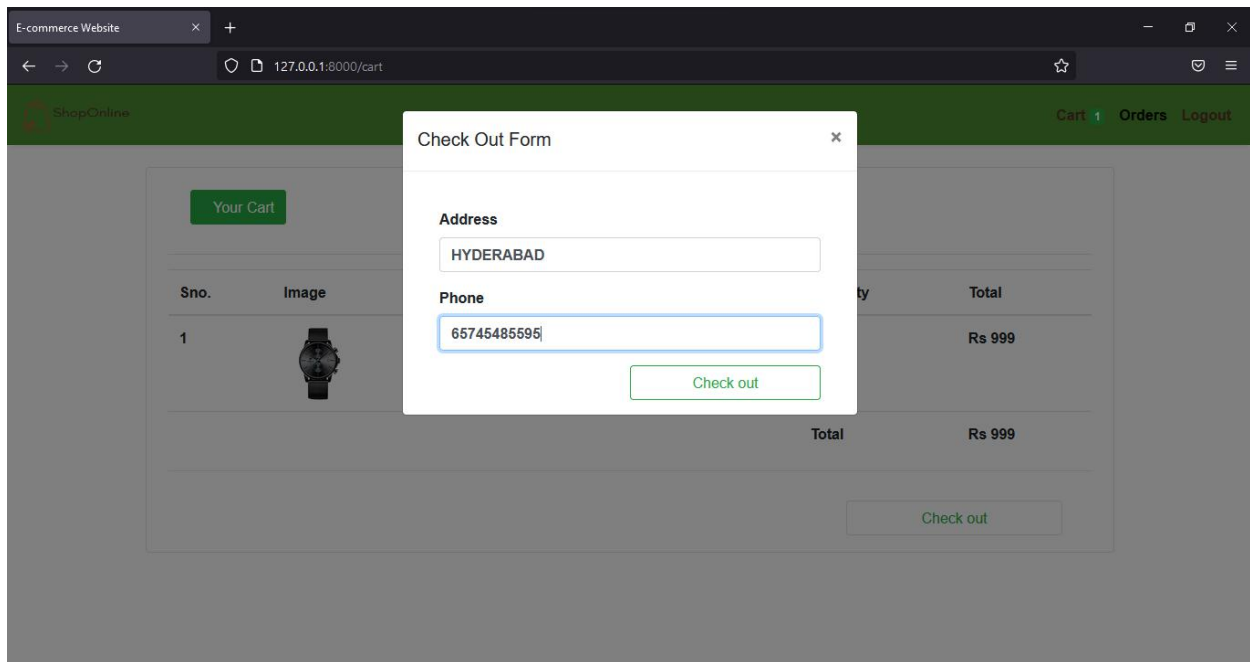 E-commerce Website
127.0.0.1:8000/cart
ShopOnline
Cart 1 Orders Logout
Check Out Form
Your Cart
Address
HYDERABAD
Sno. Image ty Total
Phone
1 65745485595 Rs 999
Check out
Total Rs 999
Check out